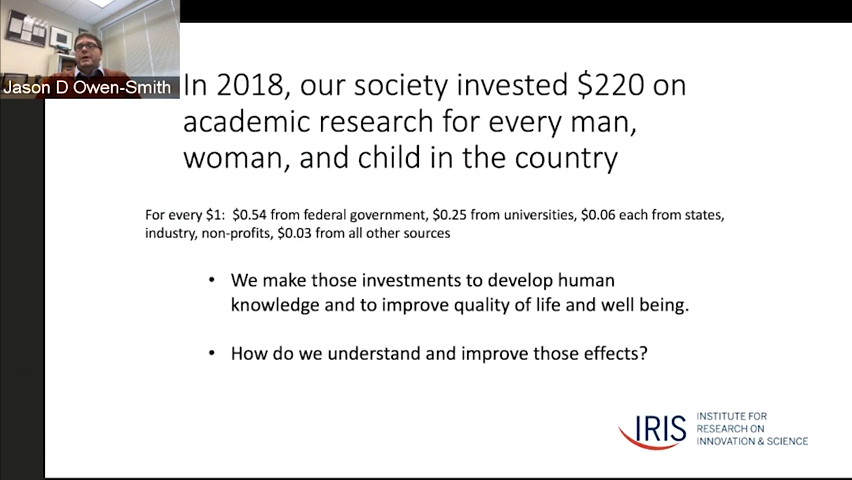 Jason D Owen-Smith
In 2018, our society invested $220 on
academic research for every man,
woman, and child in the country
For every $1:  $0.54 from federal government, $0.25 from universities, $0.06 each from states,
industry, non-profits, $0.03 from all other sources
• We make those investments to develop human
knowledge and to improve quality of life and well being.
• How do we understand and improve those effects?
IRIS
INSTITUTE FOR
RESEARCH ON
INNOVATION & SCIENCE